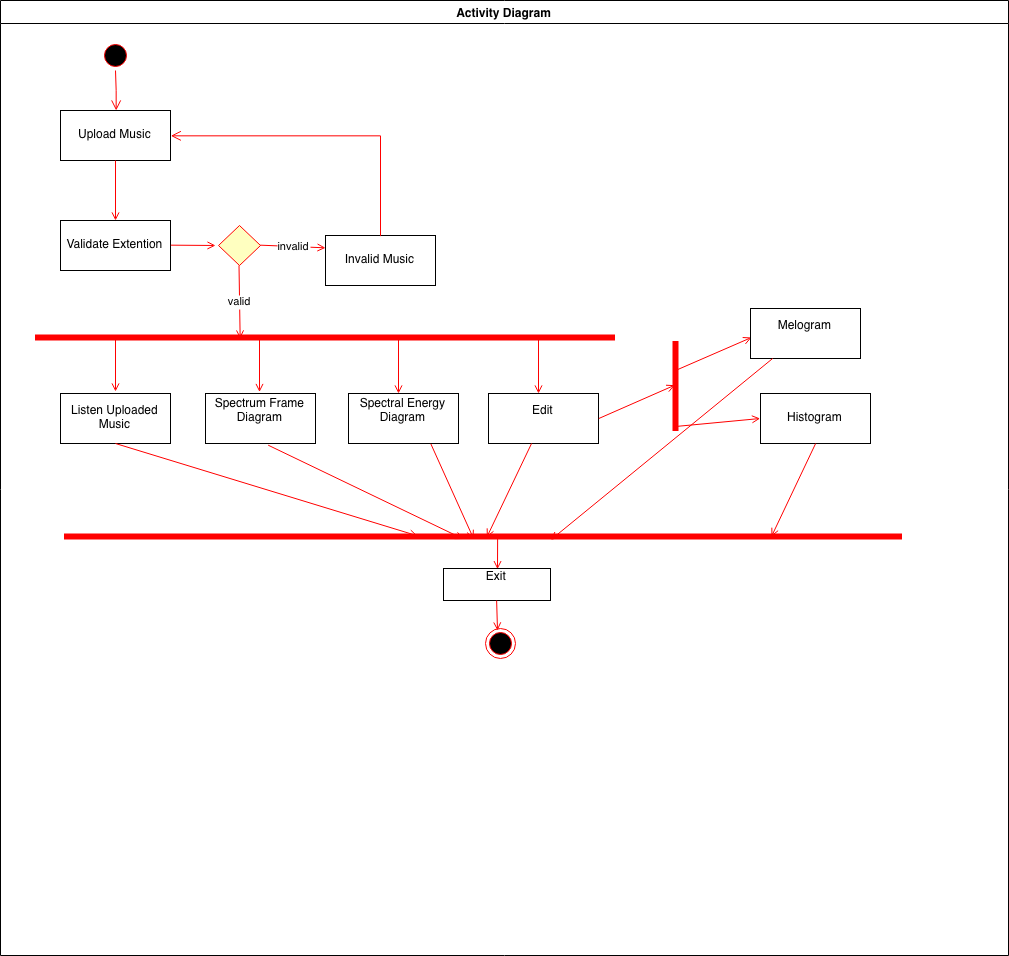 Activity Diagram
Upload Music
Validate Extention
invalid
Invalid Music
valid
Melogram
Listen Uploaded
Music
Spectrum Frame
Diagram
Spectral Energy
Diagram
Edit
Histogram
Exit